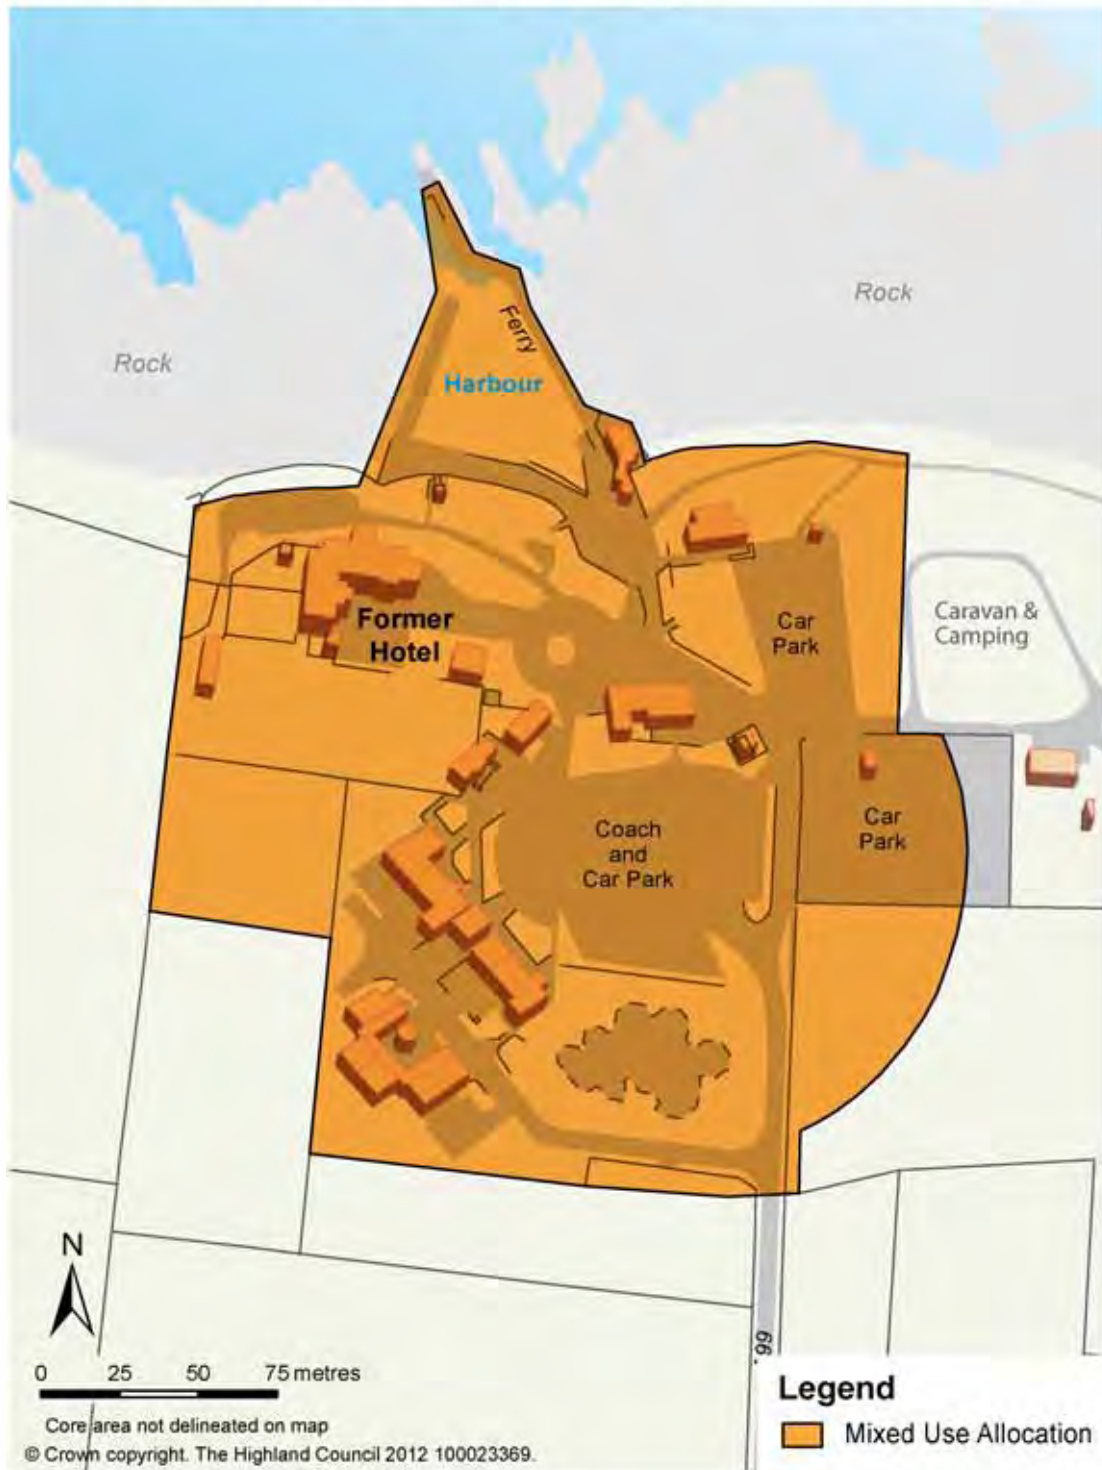 Rock
Ferry
Rock
Harbour
Caravan &
Camping
Car
Park
Former
Hotel
Car
Park
Coach
and
Car Park
N
0 25 50 75 metres
Core area not delineated on map
© Crown copyright. The Highland Council 2012 100023369.
Legend
Mixed Use Allocation